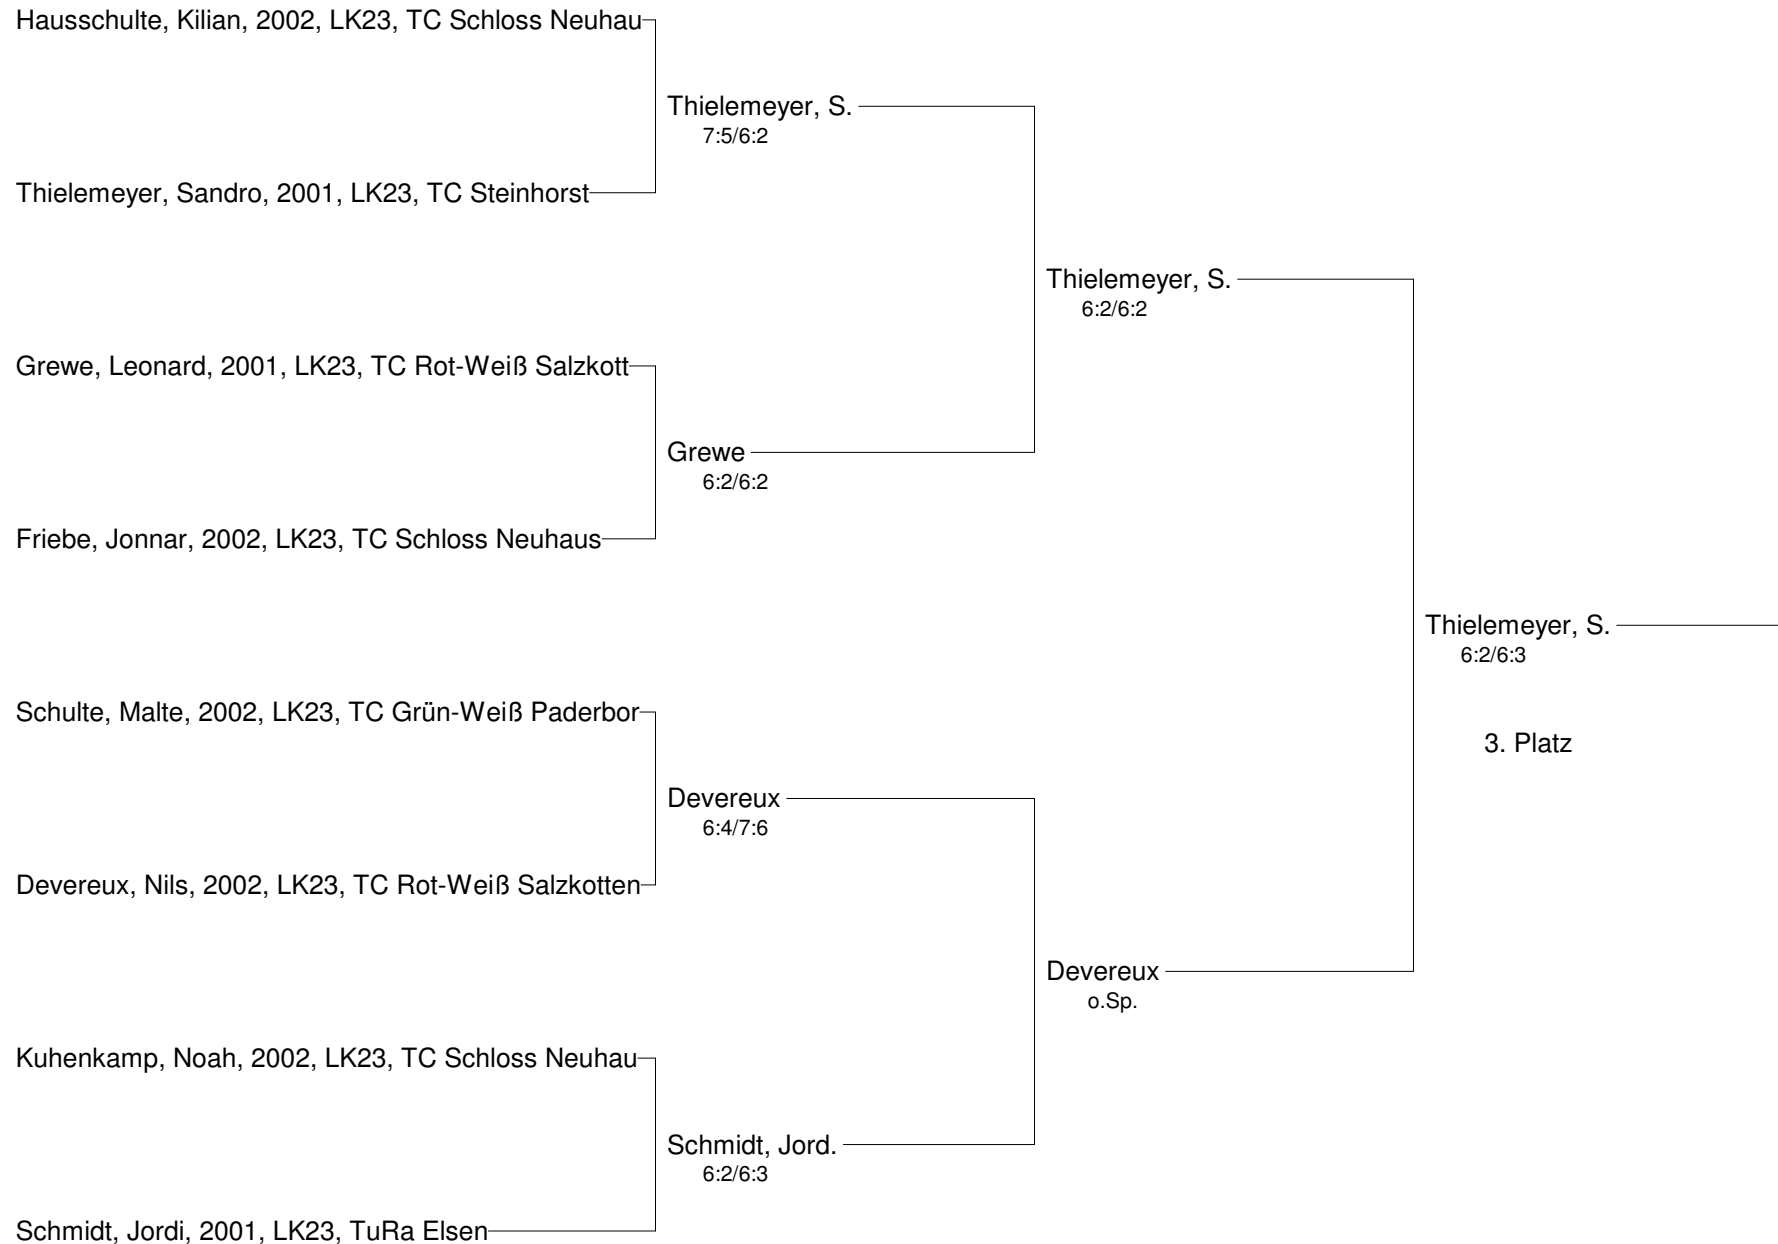 Hausschulte, Kilian, 2002, LK23, TC Schloss Neuhau
Thielemeyer, S.
7:5/6:2
Thielemeyer, Sandro, 2001, LK23, TC Steinhorst
Thielemeyer, S.
6:2/6:2
Grewe, Leonard, 2001, LK23, TC Rot-Weiß Salzkott
Grewe
6:2/6:2
Friebe, Jonnar, 2002, LK23, TC Schloss Neuhaus
Thielemeyer, S.
6:2/6:3
Schulte, Malte, 2002, LK23, TC Grün-Weiß Paderbor
3. Platz
Devereux
6:4/7:6
Devereux, Nils, 2002, LK23, TC Rot-Weiß Salzkotten
Devereux
o.Sp.
Kuhenkamp, Noah, 2002, LK23, TC Schloss Neuhau
Schmidt, Jord.
6:2/6:3
Schmidt, Jordi, 2001, LK23, TuRa Elsen